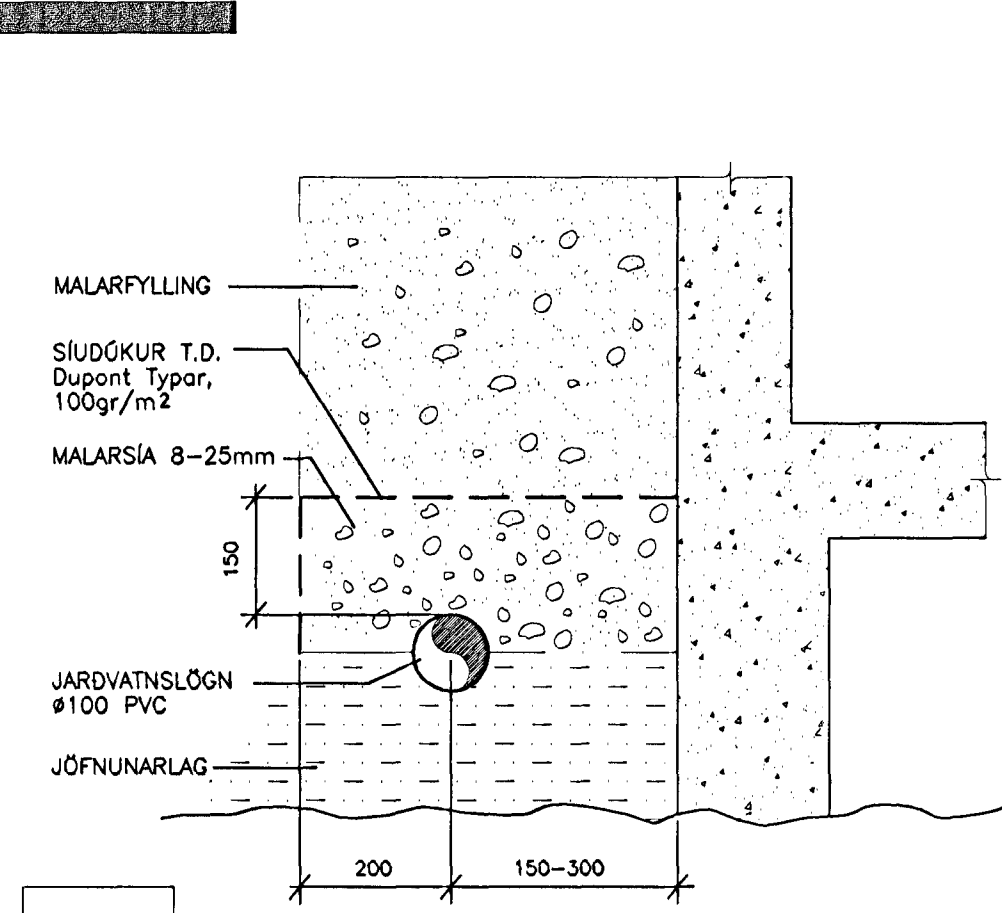 MALARFYLLING
SÍUDÚKUR T.D.
Dupont Typar,
100gr/m2
MALARSÍA 8-25mm
150
JARÐVATNSLÖGN
ø100 PVC
JÖFNUNARLAG
200
150-300